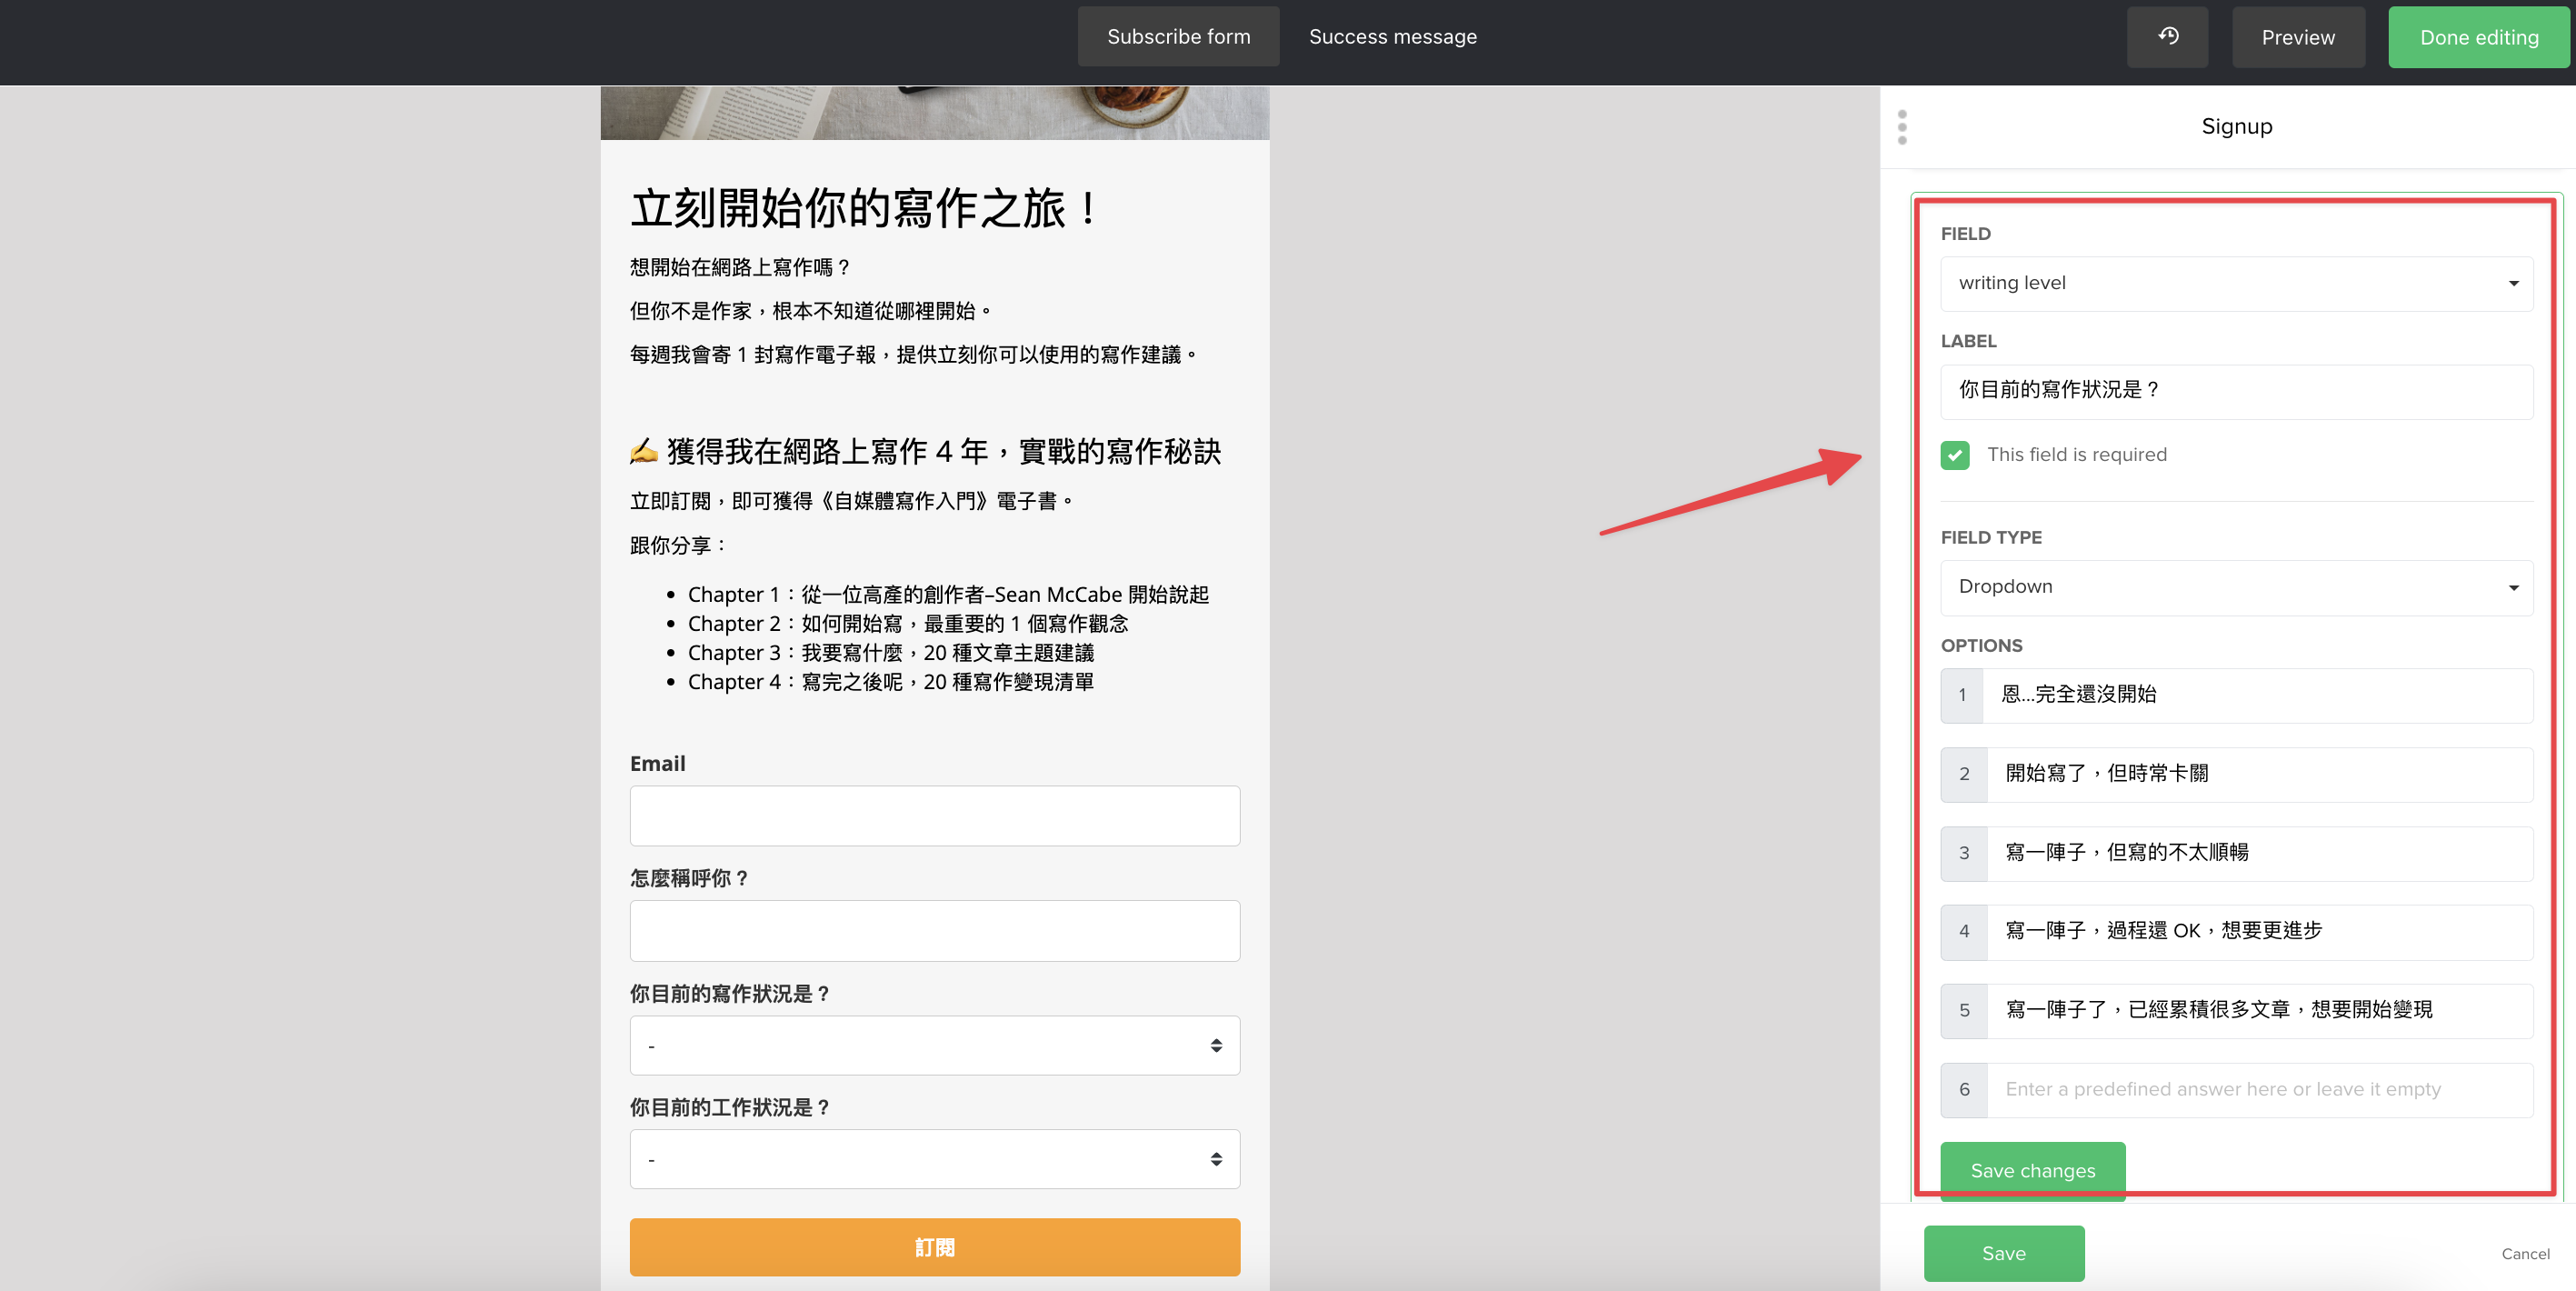 Subscribe form
Success message
Preview
Done editing
立刻開始你的寫作之旅！
想開始在網路上寫作嗎？
但你不是作家，根本不知道從哪裡開始。
每週我會寄 1 封寫作電子報，提供立刻你可以使用的寫作建議。
✍️ 獲得我在網路上寫作 4 年，實戰的寫作秘訣
立即訂閱，即可獲得《自媒體寫作入門》電子書。
跟你分享：
• Chapter 1：從一位高產的創作者–Sean McCabe 開始說起
• Chapter 2：如何開始寫，最重要的 1 個寫作觀念
• Chapter 3：我要寫什麼，20 種文章主題建議
• Chapter 4：寫完之後呢，20 種寫作變現清單
Email
怎麼稱呼你？
你目前的寫作狀況是？
-
你目前的工作狀況是？
-
訂閱
Signup
FIELD
writing level
LABEL
你目前的寫作狀況是？
This field is required
FIELD TYPE
Dropdown
OPTIONS
1 恩...完全還沒開始
2 開始寫了，但時常卡關
3 寫一陣子，但寫的不太順暢
4 寫一陣子，過程還 OK，想要更進步
5 寫一陣子了，已經累積很多文章，想要開始變現
6 Enter a predefined answer here or leave it empty
Save changes
Save
Cancel